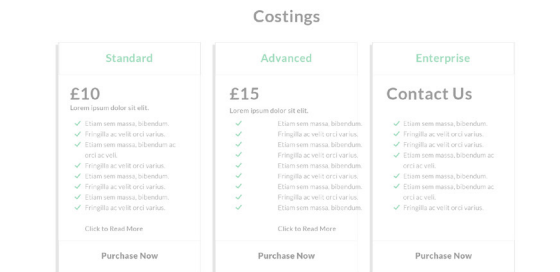 Costings
Standard
£10
Lorem ipsum dolor sit elit.
Etiam sem massa, bibendum.
Fringilla ac velit orci varius.
Etiam sem massa, bibendum ac
orci ac veli.
Fringilla ac velit orci varius.
Etiam sem massa, bibendum.
Fringilla ac velit orci varius.
Etiam sem massa, bibendum.
Fringilla ac velit orci varius.
Click to Read More
Purchase Now
Advanced
£15
Lorem ipsum dolor sit elit.
Etiam sem massa, bibendum
Fringilla ac velit orci varius.
Etiam sem massa, bibendum
Fringilla ac velit orci varius.
Etiam sem massa, bibendum
Fringilla ac velit orci varius.
Etiam sem massa, bibendum
Fringilla ac velit orci varius.
Etiam sem massa, bibendum
Click to Read More
Purchase Now
Enterprise
Contact Us
Etiam sem massa, bibendum.
Fringilla ac velit orci varius.
Fringilla ac velit orci varius.
Etiam sem massa, bibendum ac
orci ac velit.
Etiam sem massa, bibendum.
Etiam sem massa, bibendum ac
orci ac velit.
Fringilla ac velit orci varius.
Purchase Now